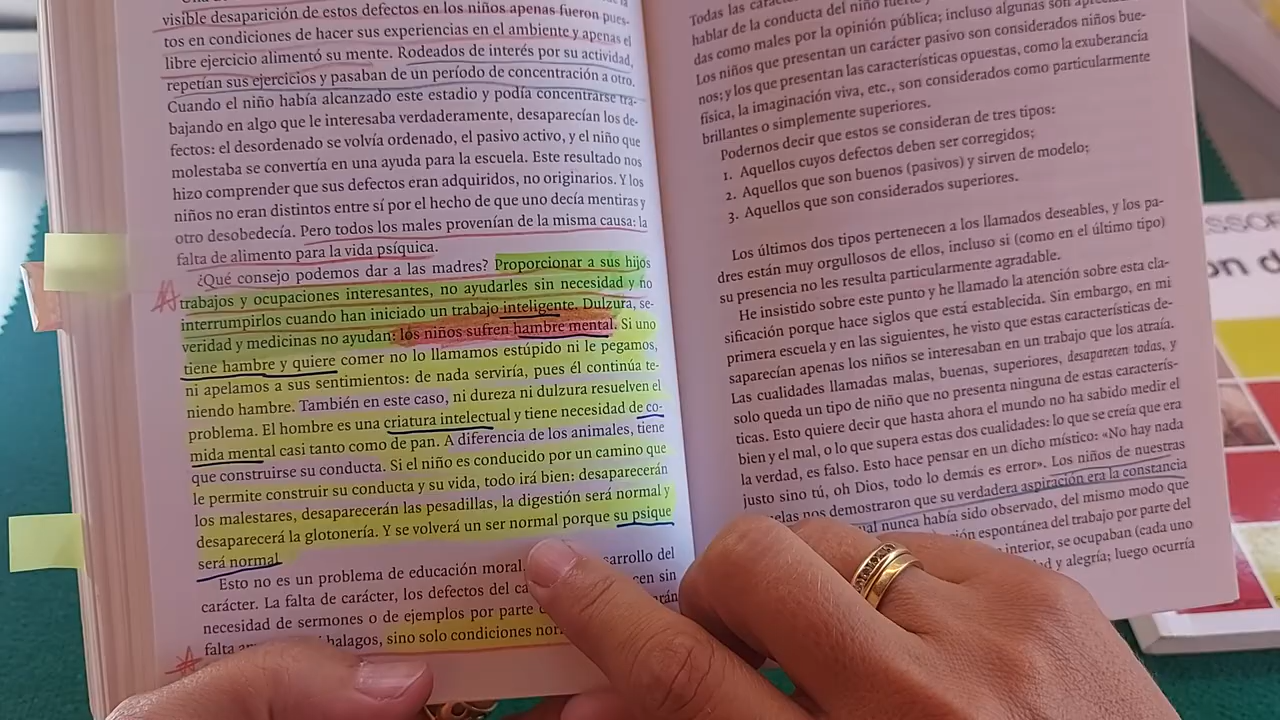 visible desaparición de estos defectos en los niños apenas fueron pues-
tos en condiciones de hacer sus experiencias en el ambiente y apenas el
libre ejercicio alimentó su mente. Rodeados de interés por su actividad,
repetían sus ejercicios y pasaban de un período de concentración a otro.
Cuando el niño había alcanzado este estadio y podía concentrarse tra-
bajando en algo que le interesaba verdaderamente, desaparecían los de-
fectos: el desordenado se volvía ordenado, el pasivo activo, y el niño que
molestaba se convertía en una ayuda para la escuela. Este resultado nos
hizo comprender que sus defectos eran adquiridos, no originarios. Y los
niños no eran distintos entre sí por el hecho de que uno decía mentiras y
otro desobedecía. Pero todos los males provenían de la misma causa: la
falta de alimento para la vida psíquica.
¿Qué consejo podemos dar a las madres? Proporcionar a sus hijos
trabajos y ocupaciones interesantes, no ayudarles sin necesidad y no
interrumpirlos cuando han iniciado un trabajo inteligente. Dulzura, se-
veridad y medicinas no ayudan: los niños sufren hambre mental. Si uno
tiene hambre y quiere comer no lo llamamos estúpido ni le pegamos,
ni apelamos a sus sentimientos: de nada serviría, pues él continúa te-
niendo hambre. También en este caso, ni dureza ni dulzura resuelven el
problema. El hombre es una criatura intelectual y tiene necesidad de co-
mida mental casi tanto como de pan. A diferencia de los animales, tiene
que construirse su conducta. Si el niño es conducido por un camino que
le permite construir su conducta y su vida, todo irá bien: desaparecerán
los malestares, desaparecerán las pesadillas, la digestión será normal y
desaparecerá la glotonería. Y se volverá un ser normal porque su psique
será normal.
Esto no es un problema de educación moral, sarrollo del
carácter. La falta de carácter, los defectos del sin
necesidad de sermones o de ejemplos por parte
falta halagos, sino solo condiciones
Todas las
hablar de la conducta del niño
das como males por la opinión pública; incluso algunas son
Los niños que presentan un carácter pasivo son considerados niños bue-
nos; y los que presentan las características opuestas, como la exuberancia
física, la imaginación viva, etc., son considerados como particularmente
brillantes o simplemente superiores.
Podernos decir que estos se consideran de tres tipos:
1. Aquellos cuyos defectos deben ser corregidos;
2. Aquellos que son buenos (pasivos) y sirven de modelo;
3. Aquellos que son considerados superiores.
Los últimos dos tipos pertenecen a los llamados deseables, y los pa-
dres están muy orgullosos de ellos, incluso si (como en el último tipo)
su presencia no les resulta particularmente agradable.
He insistido sobre este punto y he llamado la atención sobre esta cla-
sificación porque hace siglos que está establecida. Sin embargo, en mi
primera escuela y en las siguientes, he visto que estas características de-
saparecían apenas los niños se interesaban en un trabajo que los atraía.
Las cualidades llamadas malas, buenas, superiores, desaparecen todas, y
solo queda un tipo de niño que no presenta ninguna de estas caracterís-
ticas. Esto quiere decir que hasta ahora el mundo no ha sabido medir el
bien y el mal, o lo que supera estas dos cualidades: lo que se creía que era
la verdad, es falso. Esto hace pensar en un dicho místico: «No hay nada
justo sino tú, oh Dios, todo lo demás es error». Los niños de nuestras
nos demostraron que su verdadera aspiración era la constancia
nunca había sido observado, del mismo modo que
espontánea del trabajo por parte del
interior, se ocupaban (cada uno
y alegría; luego ocurría